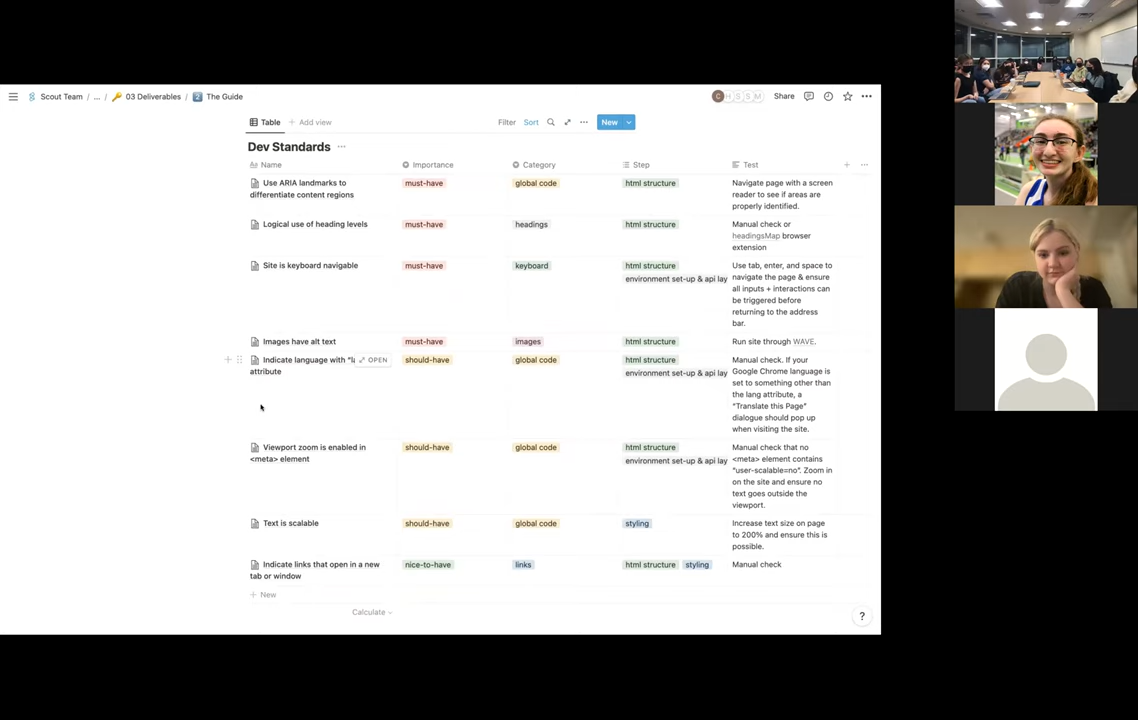 Scout Team / ... / 03 Deliverables / 2 The Guide
C H S S M Share
Table Add view
Filter Sort New
Dev Standards
Name Importance Category Step Test
Use ARIA landmarks to
differentiate content regions
must-have
global code
html structure
Navigate page with a screen
reader to see if areas are
properly identified.
Logical use of heading levels
must-have
headings
html structure
Manual check or
headingsMap browser
extension
Site is keyboard navigable
must-have
keyboard
html structure
environment set-up & api lay
Use tab, enter, and space to
navigate the page & ensure
all inputs + interactions can
be triggered before
returning to the address
bar.
Images have alt text
must-have
images
html structure
Run site through WAVE.
Indicate language with "la
OPEN
attribute
should-have
global code
html structure
environment set-up & api lay
Manual check. If your
Google Chrome language is
set to something other than
the lang attribute, a
"Translate this Page"
dialogue should pop up
when visiting the site.
Viewport zoom is enabled in
<meta> element
should-have
global code
html structure
environment set-up & api lay
Manual check that no
<meta> element contains
"user-scalable=no". Zoom in
on the site and ensure no
text goes outside the
viewport.
Text is scalable
should-have
global code
styling
Increase text size on page
to 200% and ensure this is
possible.
Indicate links that open in a new
tab or window
nice-to-have
links
html structure styling
Manual check
New
Calculate
?